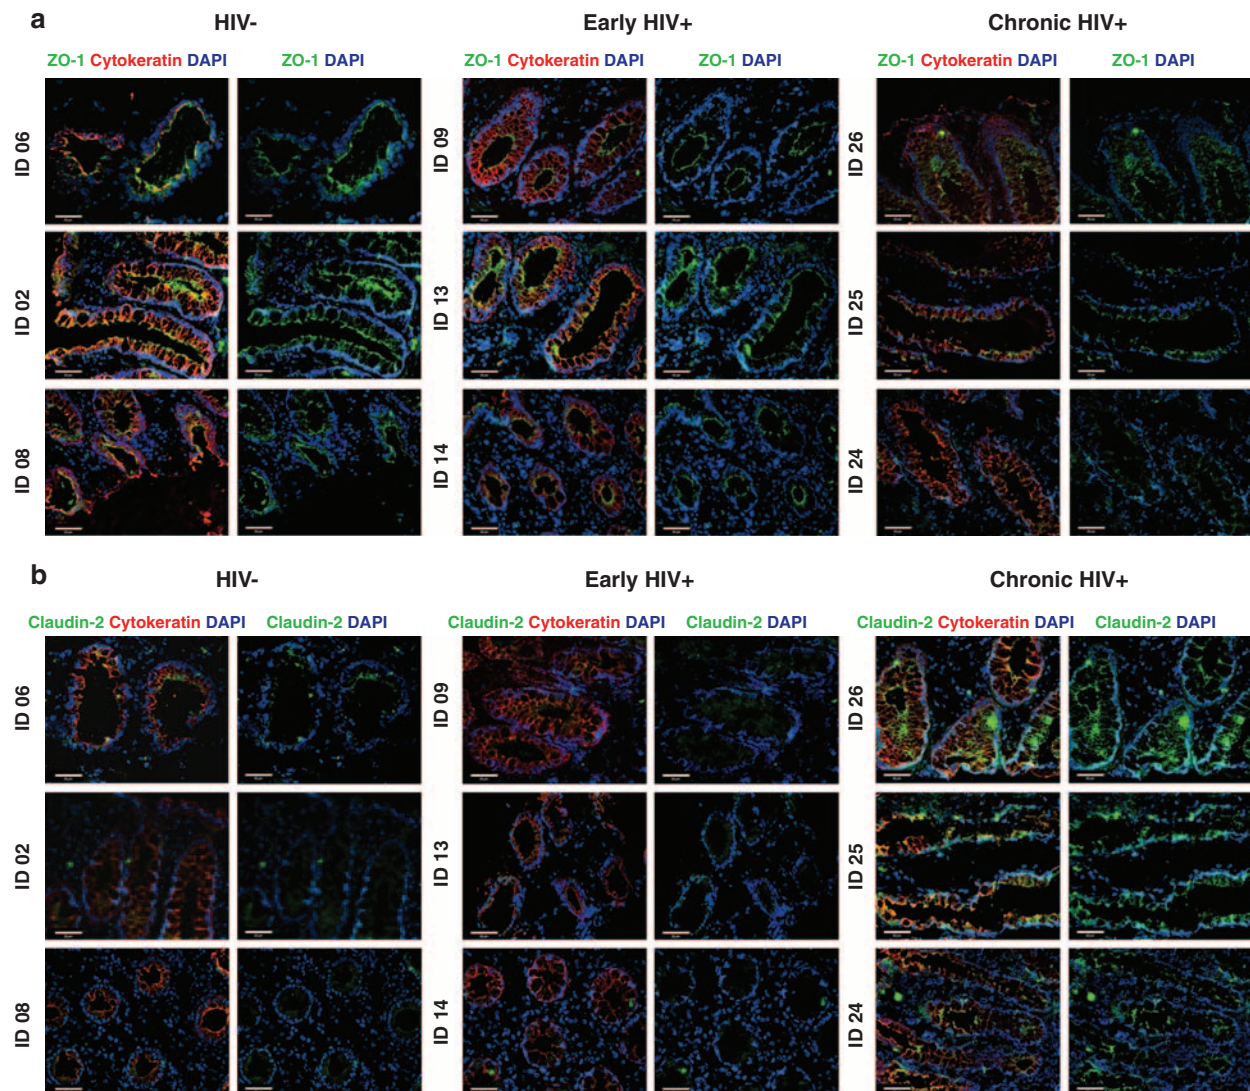 a
HIV- Early HIV+ Chronic HIV+
ZO-1 Cytokeratin DAPI ZO-1 DAPI ZO-1 Cytokeratin DAPI ZO-1 DAPI ZO-1 Cytokeratin DAPI ZO-1 DAPI
ID 06 ID 09 ID 26
ID 02 ID 13 ID 25
ID 08 ID 14 ID 24
b
HIV- Early HIV+ Chronic HIV+
Claudin-2 Cytokeratin DAPI Claudin-2 DAPI Claudin-2 Cytokeratin DAPI Claudin-2 DAPI Claudin-2 Cytokeratin DAPI Claudin-2 DAPI
ID 06 ID 09 ID 26
ID 02 ID 13 ID 25
ID 08 ID 14 ID 24